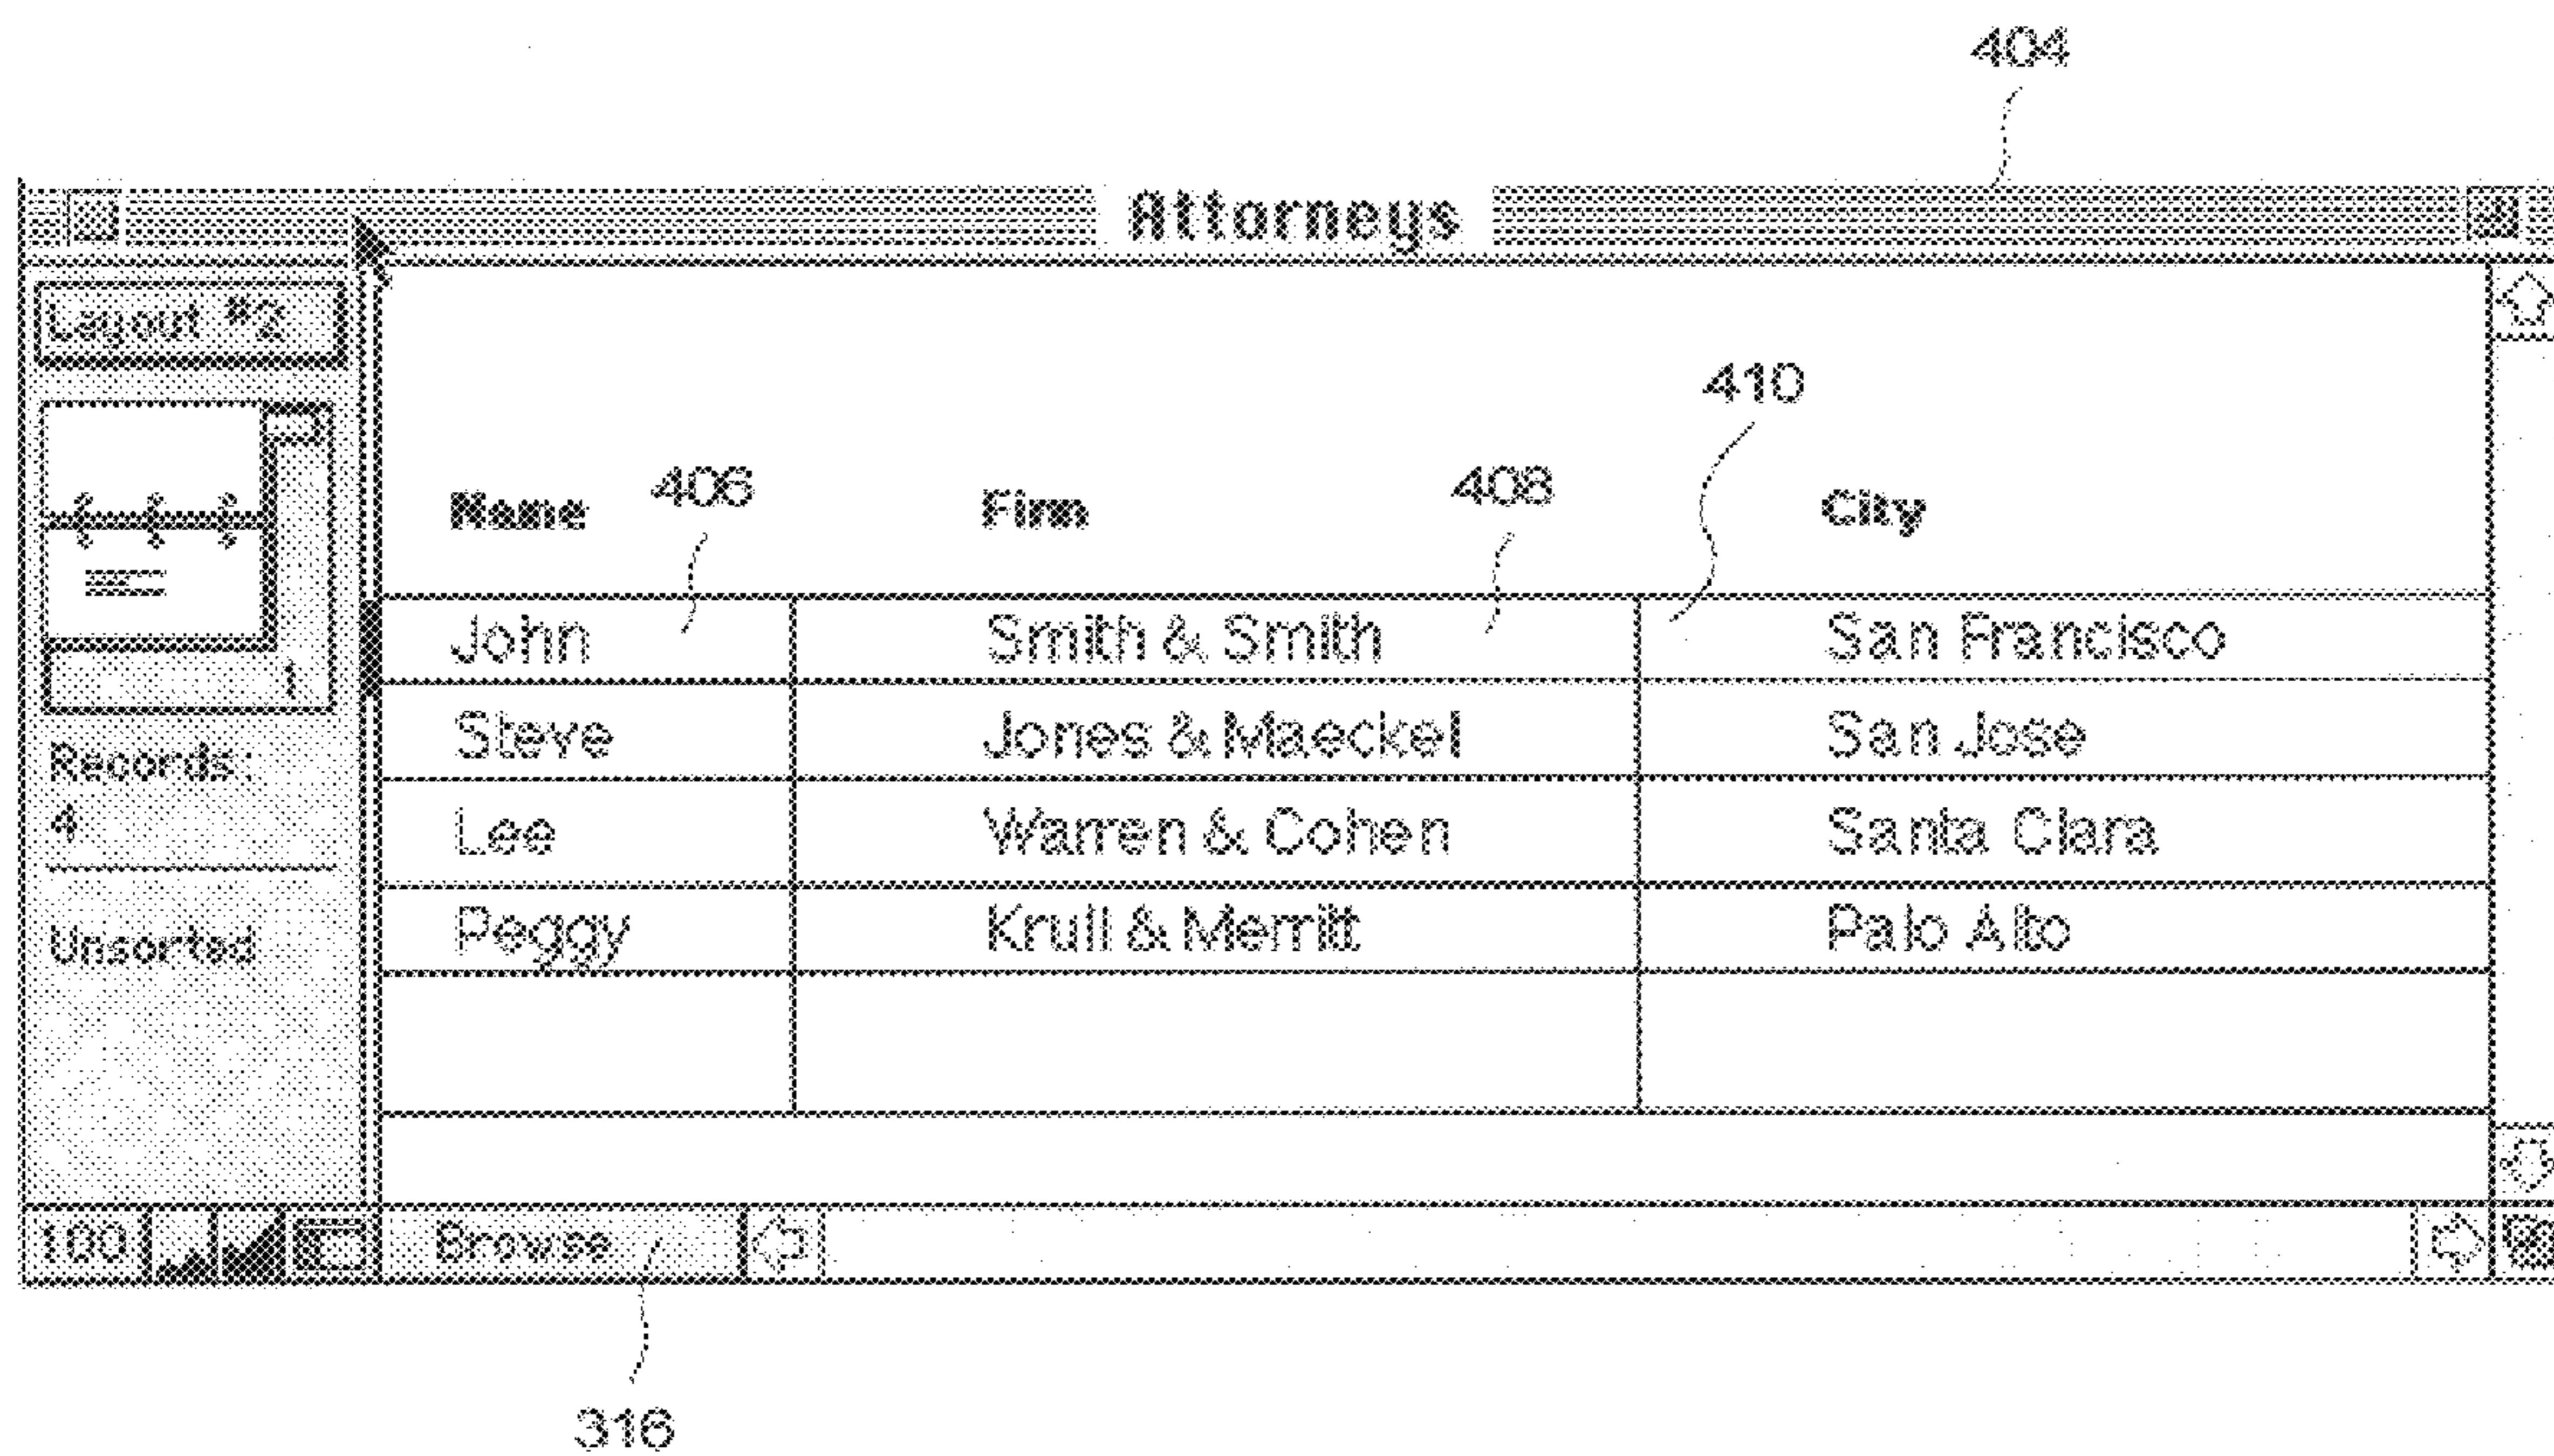 404
Attorneys
Layout #2
410
Name 406 Firm 408 City
John Smith & Smith San Francisco
1
Steve Jones & Maeckel San Jose
Records:
4
Lee Warren & Cohen Santa Clara
Unsorted
Peggy Krull & Merritt Palo Alto
100 Browse
316